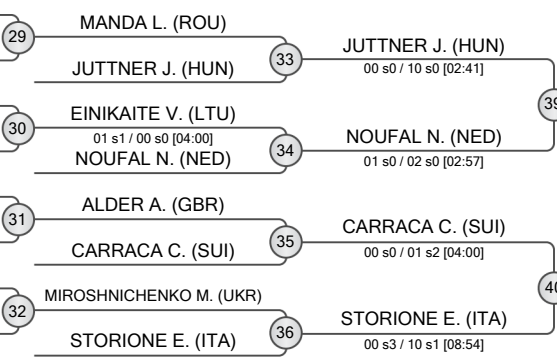 29
MANDA L. (ROU)
JUTTNER J. (HUN)
33
JUTTNER J. (HUN)
00 s0 / 10 s0 [02:41]
30
EINIKAITE V. (LTU)
01 s1 / 00 s0 [04:00]
NOUFAL N. (NED)
34
NOUFAL N. (NED)
01 s0 / 02 s0 [02:57]
39
31
ALDER A. (GBR)
CARRACA C. (SUI)
35
CARRACA C. (SUI)
00 s0 / 01 s2 [04:00]
32
MIROSHNICHENKO M. (UKR)
STORIONE E. (ITA)
36
STORIONE E. (ITA)
00 s3 / 10 s1 [08:54]
40